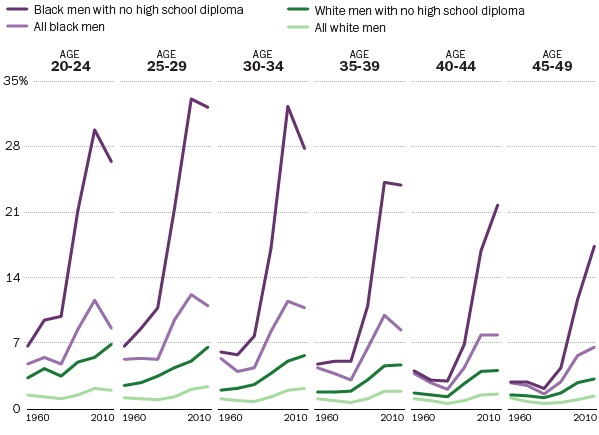 Black men with no high school diploma
White men with no high school diploma
All black men
All white men
AGE
20-24
AGE
25-29
AGE
30-34
AGE
35-39
AGE
40-44
AGE
45-49
35%
28
21
14
7
0
1960 2010 1960 2010 1960 2010 1960 2010 1960 2010 1960 2010